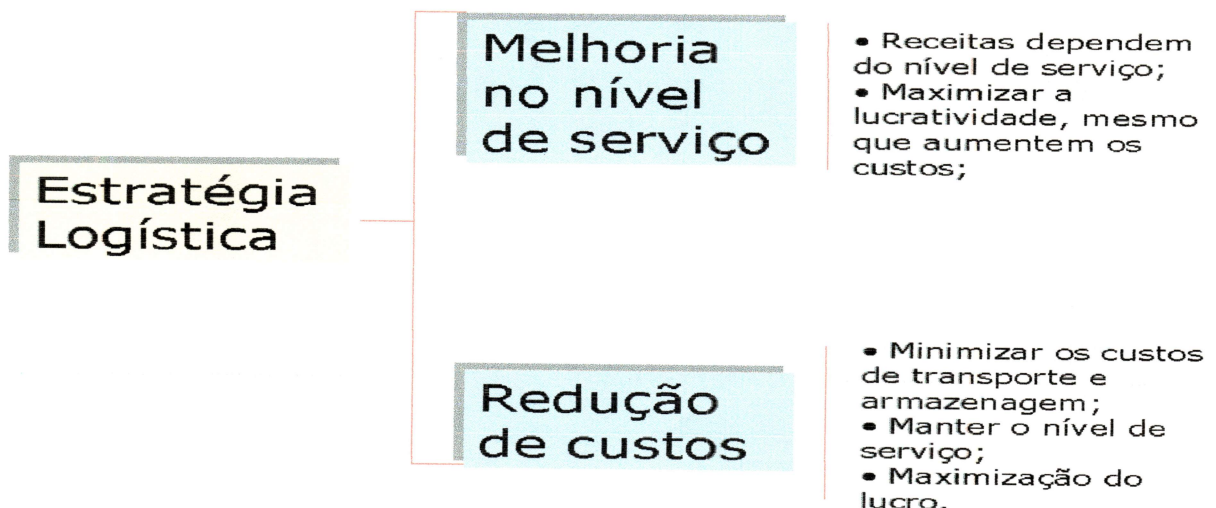 Estratégia
Logística
Melhoria
no nível
de serviço
• Receitas dependem
do nível de serviço;
• Maximizar a
lucratividade, mesmo
que aumentem os
custos;
Redução
de custos
• Minimizar os custos
de transporte e
armazenagem;
• Manter o nível de
serviço;
• Maximização do
lucro.